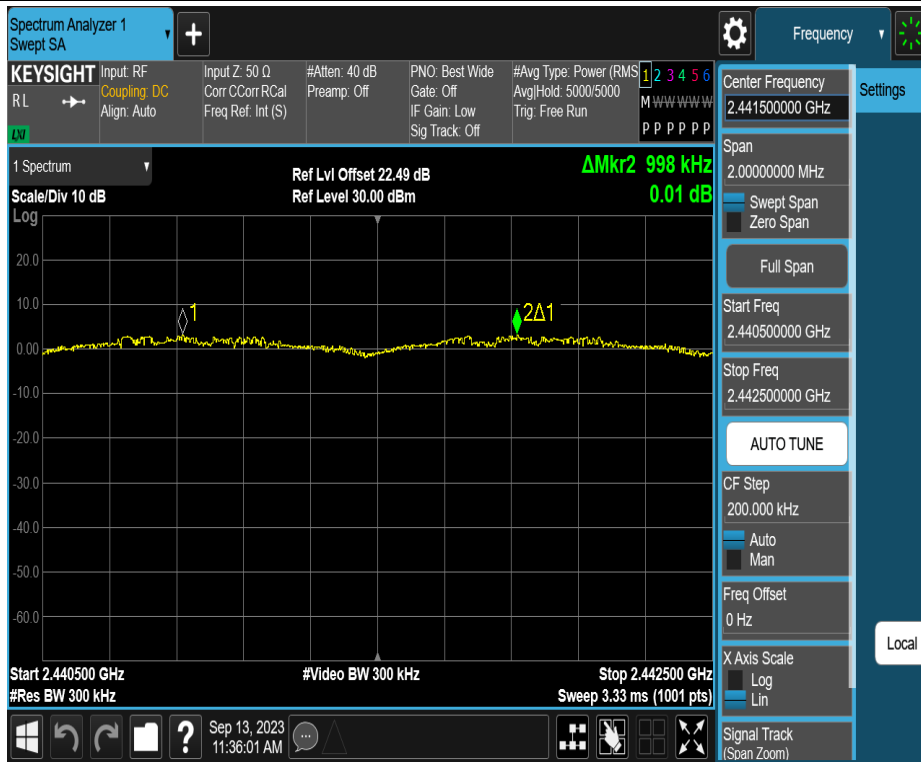 Spectrum Analyzer 1
Swept SA
+
Frequency
KEYSIGHT
R L
LXI
Input: RF
Coupling: DC
Align: Auto
Input Z: 50 Ω
Corr CCorr RCal
Freq Ref: Int (S)
#Atten: 40 dB
Preamp: Off
PNO: Best Wide
Gate: Off
IF Gain: Low
Sig Track: Off
#Avg Type: Power (RMS
Avg|Hold: 5000/5000
Trig: Free Run
1 2 3 4 5 6
M W W W W W
P P P P P P
1 Spectrum
Scale/Div 10 dB
Log
Ref Lvl Offset 22.49 dB
Ref Level 30.00 dBm
ΔMkr2 998 kHz
0.01 dB
20.0
10.0
0.00
-10.0
-20.0
-30.0
-40.0
-50.0
-60.0
1
2Δ1
Start 2.440500 GHz
#Res BW 300 kHz
#Video BW 300 kHz
Stop 2.442500 GHz
Sweep 3.33 ms (1001 pts)
?
Sep 13, 2023
11:36:01 AM
Center Frequency
2.441500000 GHz
Span
2.00000000 MHz
Swept Span
Zero Span
Full Span
Start Freq
2.440500000 GHz
Stop Freq
2.442500000 GHz
AUTO TUNE
CF Step
200.000 kHz
Auto
Man
Freq Offset
0 Hz
X Axis Scale
Log
Lin
Signal Track
(Span Zoom)
Settings
Local